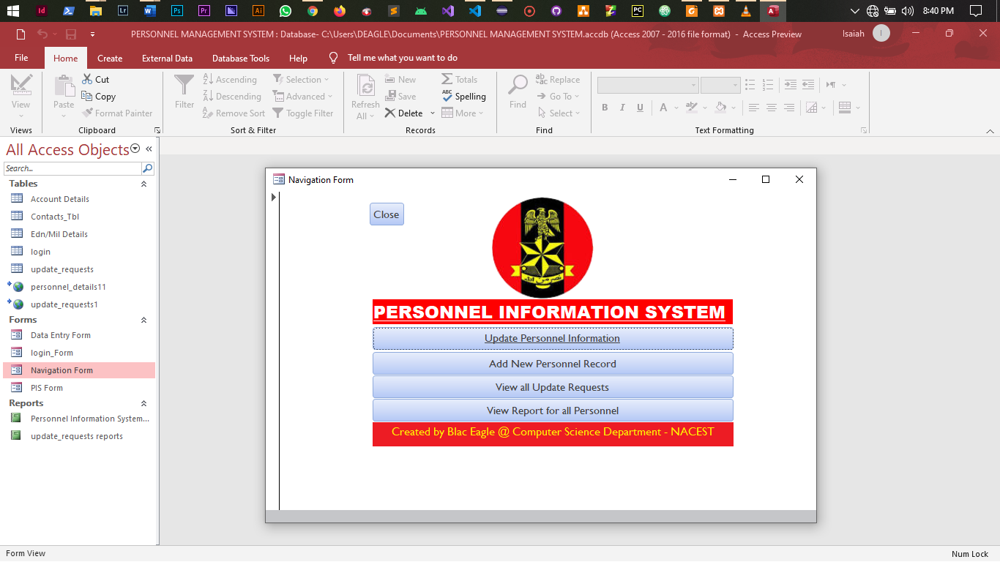 8:40 PM
PERSONNEL MANAGEMENT SYSTEM : Database- C:\Users\DEAGLE\Documents\PERSONNEL MANAGEMENT SYSTEM.accdb (Access 2007 - 2016 file format) - Access Preview
Isaiah
I
File Home Create External Data Database Tools Help Tell me what you want to do
View
Views
Paste
Cut
Copy
Format Painter
Clipboard
Filter
Ascending
Descending
Remove Sort
Selection
Advanced
Toggle Filter
Sort & Filter
Refresh
All
New
Save
Delete
Totals
Spelling
More
Records
Find
Replace
Go To
Select
Find
B I U A
Text Formatting
All Access Objects
Search...
Tables
Account Details
Contacts_Tbl
Edn/Mil Details
login
update_requests
personnel_details11
update_requests1
Forms
Data Entry Form
login_Form
Navigation Form
PIS Form
Reports
Personnel Information System...
update_requests reports
Navigation Form
Close
PERSONNEL INFORMATION SYSTEM
Update Personnel Information
Add New Personnel Record
View all Update Requests
View Report for all Personnel
Created by Blac Eagle @ Computer Science Department - NACEST
Form View
Num Lock